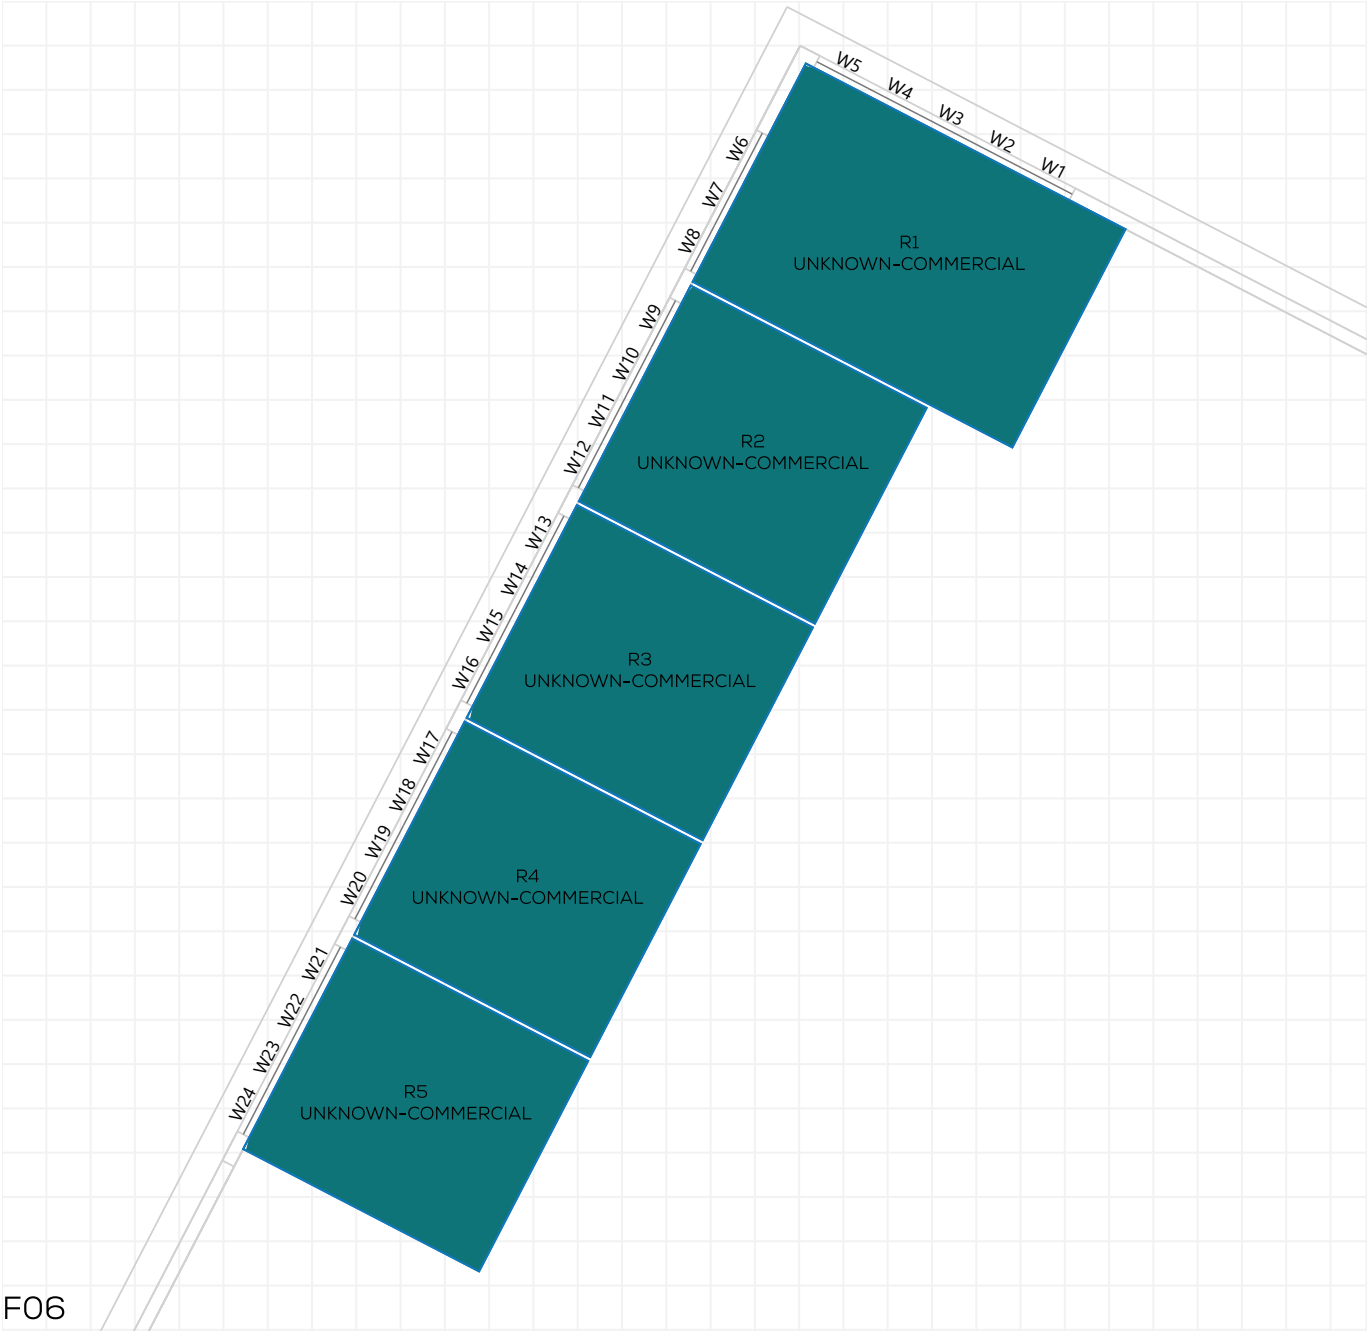 W5
W4
W3
W2
W1
W6
W7
W8
R1
UNKNOWN-COMMERCIAL
W9
W10
W11
W12
R2
UNKNOWN-COMMERCIAL
W13
W14
W15
W16
R3
UNKNOWN-COMMERCIAL
W17
W18
W19
W20
R4
UNKNOWN-COMMERCIAL
W21
W22
W23
W24
R5
UNKNOWN-COMMERCIAL
F06